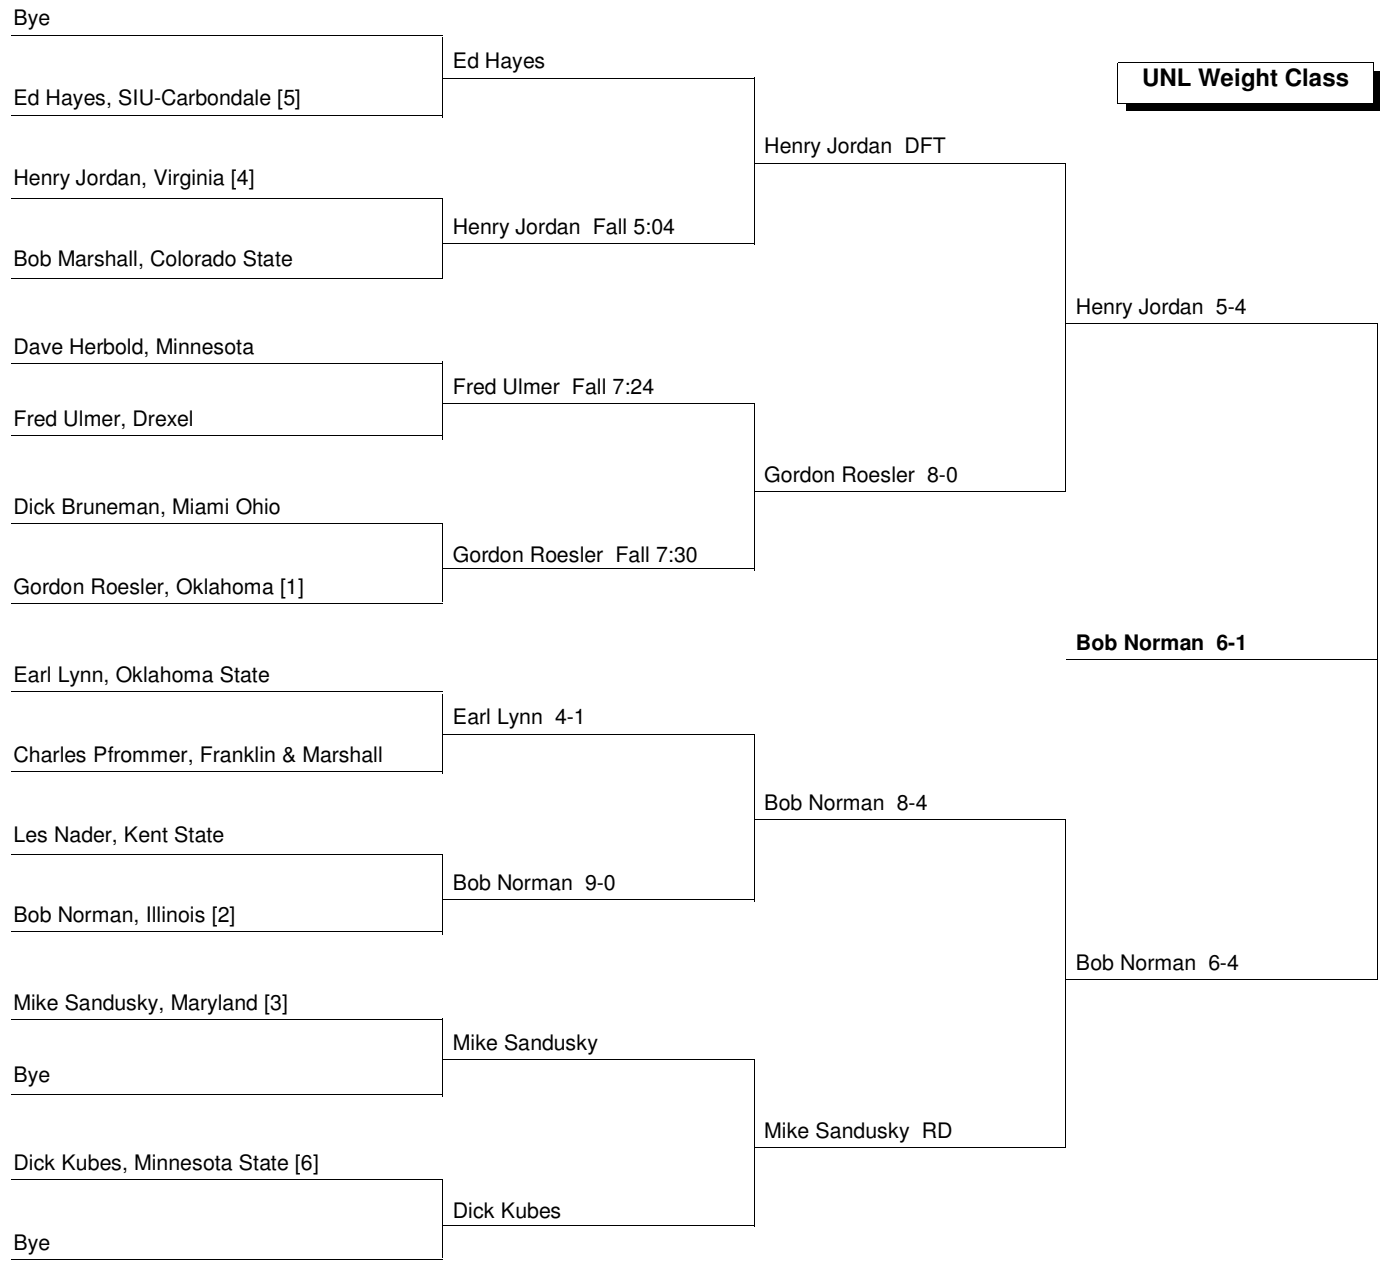 Bye
Ed Hayes
UNL Weight Class
Ed Hayes, SIU-Carbondale [5]
Henry Jordan  DFT
Henry Jordan, Virginia [4]
Henry Jordan  Fall 5:04
Bob Marshall, Colorado State
Henry Jordan  5-4
Dave Herbold, Minnesota
Fred Ulmer  Fall 7:24
Fred Ulmer, Drexel
Gordon Roesler  8-0
Dick Bruneman, Miami Ohio
Gordon Roesler  Fall 7:30
Gordon Roesler, Oklahoma [1]
Bob Norman  6-1
Earl Lynn, Oklahoma State
Earl Lynn  4-1
Charles Pfrommer, Franklin & Marshall
Bob Norman  8-4
Les Nader, Kent State
Bob Norman  9-0
Bob Norman, Illinois [2]
Bob Norman  6-4
Mike Sandusky, Maryland [3]
Mike Sandusky
Bye
Mike Sandusky  RD
Dick Kubes, Minnesota State [6]
Dick Kubes
Bye